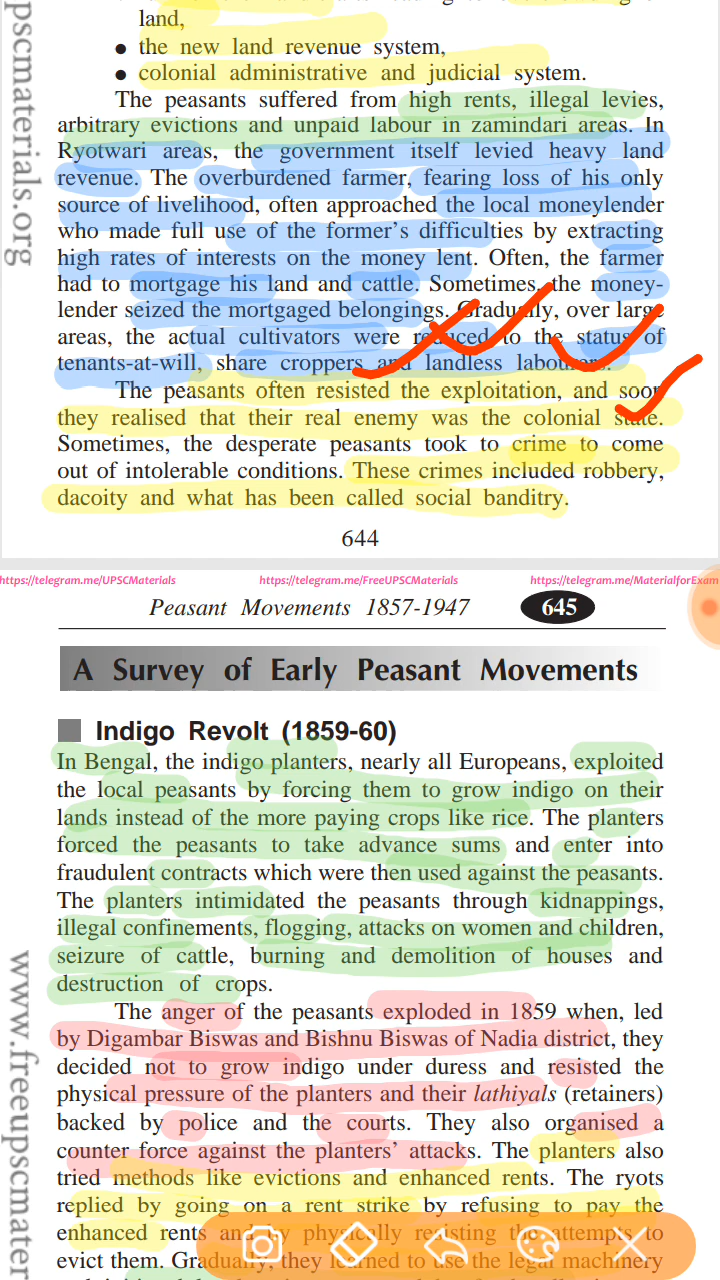 land,
• the new land revenue system,
• colonial administrative and judicial system.
The peasants suffered from high rents, illegal levies,
arbitrary evictions and unpaid labour in zamindari areas. In
Ryotwari areas, the government itself levied heavy land
revenue. The overburdened farmer, fearing loss of his only
source of livelihood, often approached the local moneylender
who made full use of the former's difficulties by extracting
high rates of interests on the money lent. Often, the farmer
had to mortgage his land and cattle. Sometimes, the money-
lender seized the mortgaged belongings. Gradually, over large
areas, the actual cultivators were reduced to the status of
tenants-at-will, share croppers and landless labourers.
The peasants often resisted the exploitation, and soon
they realised that their real enemy was the colonial state.
Sometimes, the desperate peasants took to crime to come
out of intolerable conditions. These crimes included robbery,
dacoity and what has been called social banditry.
644
pscmaterials.org
https://telegram.me/UPSCMaterials https://telegram.me/FreeUPSCMaterials https://telegram.me/MaterialforExam
Peasant Movements 1857-1947 645
A Survey of Early Peasant Movements
Indigo Revolt (1859-60)
In Bengal, the indigo planters, nearly all Europeans, exploited
the local peasants by forcing them to grow indigo on their
lands instead of the more paying crops like rice. The planters
forced the peasants to take advance sums and enter into
fraudulent contracts which were then used against the peasants.
The planters intimidated the peasants through kidnappings,
illegal confinements, flogging, attacks on women and children,
seizure of cattle, burning and demolition of houses and
destruction of crops.
The anger of the peasants exploded in 1859 when, led
by Digambar Biswas and Bishnu Biswas of Nadia district, they
decided not to grow indigo under duress and resisted the
physical pressure of the planters and their lathiyals (retainers)
backed by police and the courts. They also organised a
counter force against the planters' attacks. The planters also
tried methods like evictions and enhanced rents. The ryots
replied by going on a rent strike by refusing to pay the
enhanced rents and by physically resisting the attempts to
evict them. Gradually, they learned to use the legal machinery
www.freeupscmater